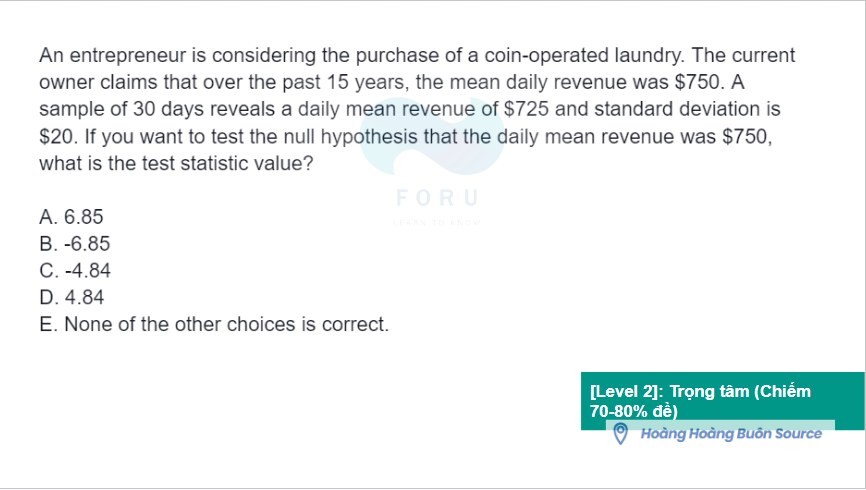 An entrepreneur is considering the purchase of a coin-operated laundry. The current
owner claims that over the past 15 years, the mean daily revenue was $750. A
sample of 30 days reveals a daily mean revenue of $725 and standard deviation is
$20. If you want to test the null hypothesis that the daily mean revenue was $750,
what is the test statistic value?
FORU
A. 6.85
B. -6.85
C. -4.84
D. 4.84
E. None of the other choices is correct.
[Level 2]: Trọng tâm (Chiếm
70-80% đề)
Hoàng Hoàng Buôn Source